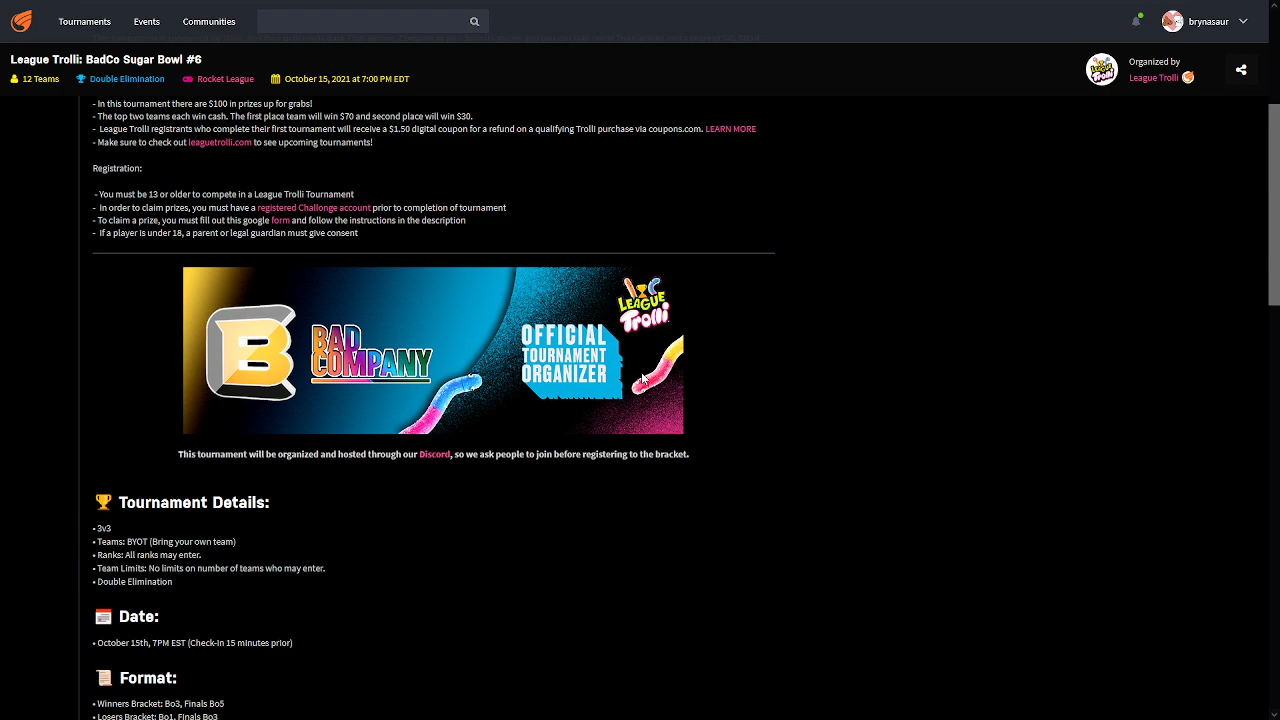 Tournaments Events Communities brynasaur
League Trolli: BadCo Sugar Bowl #6
12 Teams Double Elimination Rocket League October 15, 2021 at 7:00 PM EDT
Organized by
League Trolli
- In this tournament there are $100 in prizes up for grabs!
- The top two teams each win cash. The first place team will win $70 and second place will win $30.
- League Trolli registrants who complete their first tournament will receive a $1.50 digital coupon for a refund on a qualifying Trolli purchase via coupons.com. LEARN MORE
- Make sure to check out leaguetrolli.com to see upcoming tournaments!
Registration:
- You must be 13 or older to compete in a League Trolli Tournament
- In order to claim prizes, you must have a registered Challonge account prior to completion of tournament
- To claim a prize, you must fill out this google form and follow the instructions in the description
- If a player is under 18, a parent or legal guardian must give consent
B
BAD
COMPANY
OFFICIAL
TOURNAMENT
ORGANIZER
LEAGUE
Trolli
This tournament will be organized and hosted through our Discord, so we ask people to join before registering to the bracket.
🏆 Tournament Details:
• 3v3
• Teams: BYOT (Bring your own team)
• Ranks: All ranks may enter.
• Team Limits: No limits on number of teams who may enter.
• Double Elimination
📅 Date:
• October 15th, 7PM EST (Check-in 15 minutes prior)
📜 Format:
• Winners Bracket: Bo3, Finals Bo5
• Losers Bracket: Bo1, Finals Bo3